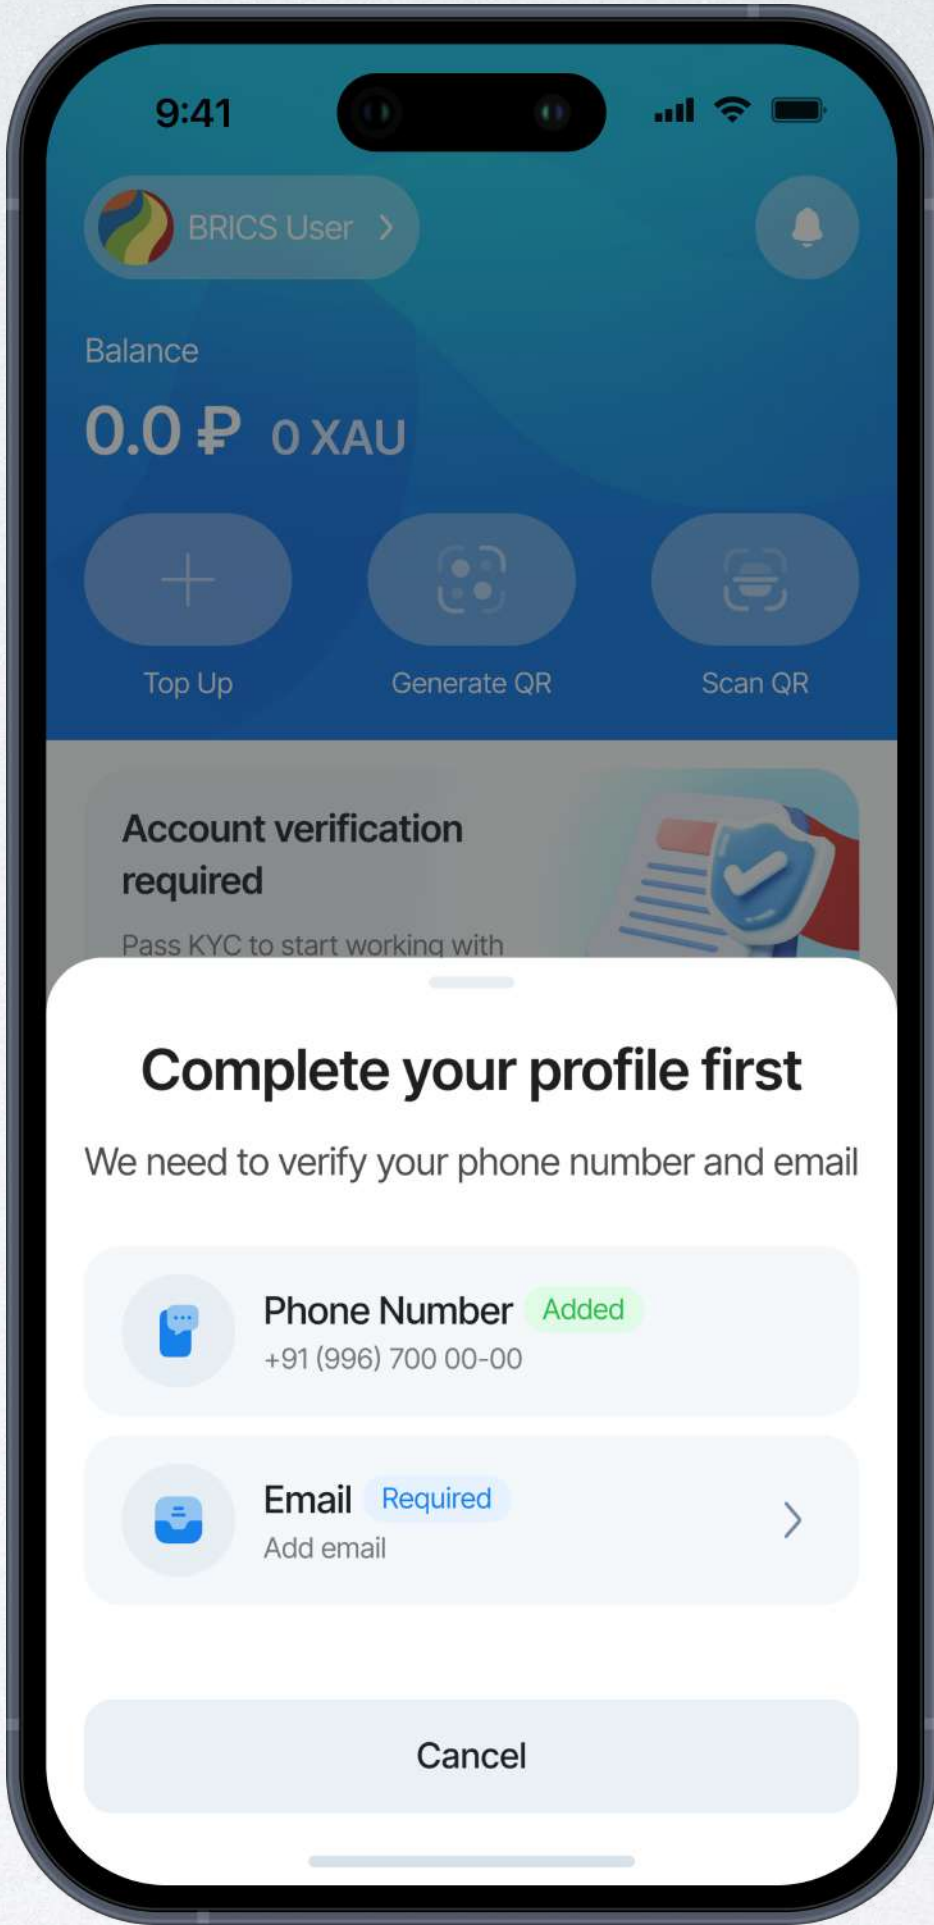 9:41
BRICS User
Balance
0.0 ₽ 0 XAU
Top Up
Generate QR
Scan QR
Account verification
required
Pass KYC to start working with
Complete your profile first
We need to verify your phone number and email
Phone Number Added
+91 (996) 700 00-00
Email Required
Add email
Cancel